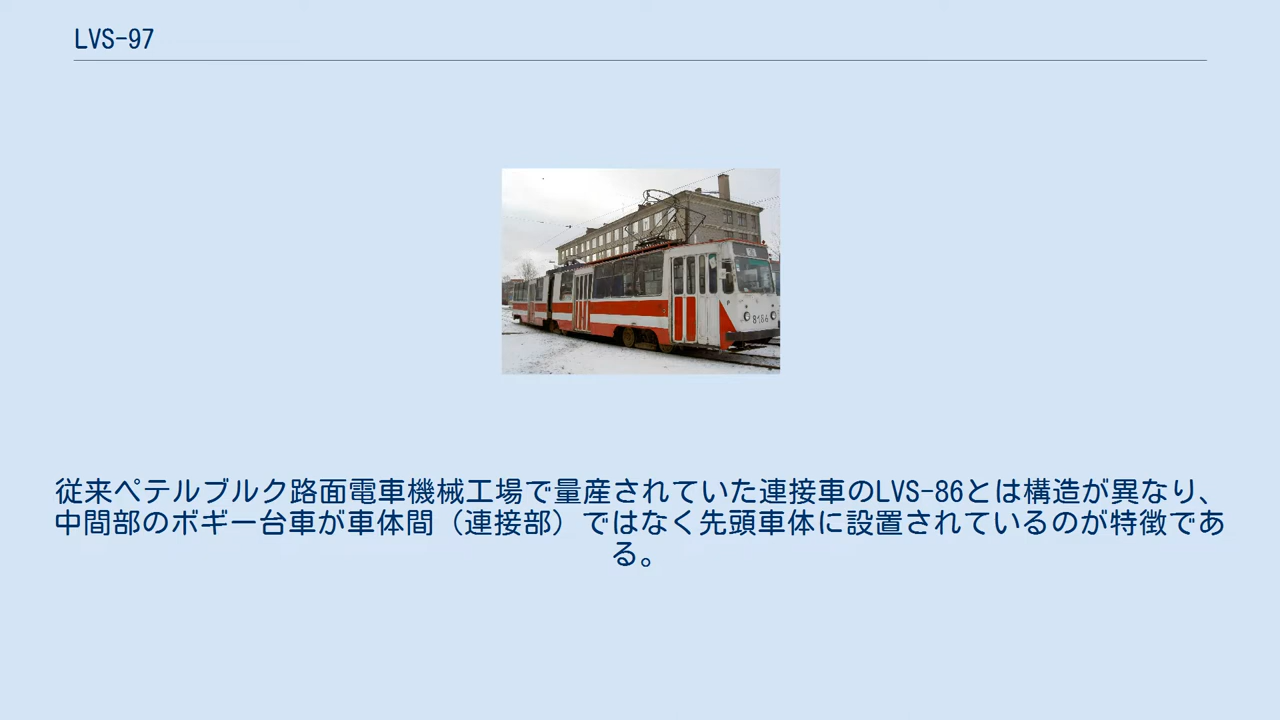 LVS-97
8186
従来ペテルブルク路面電車機械工場で量産されていた連接車のLVS-86とは構造が異なり、
中間部のボギー台車が車体間（連接部）ではなく先頭車体に設置されているのが特徴であ
る。